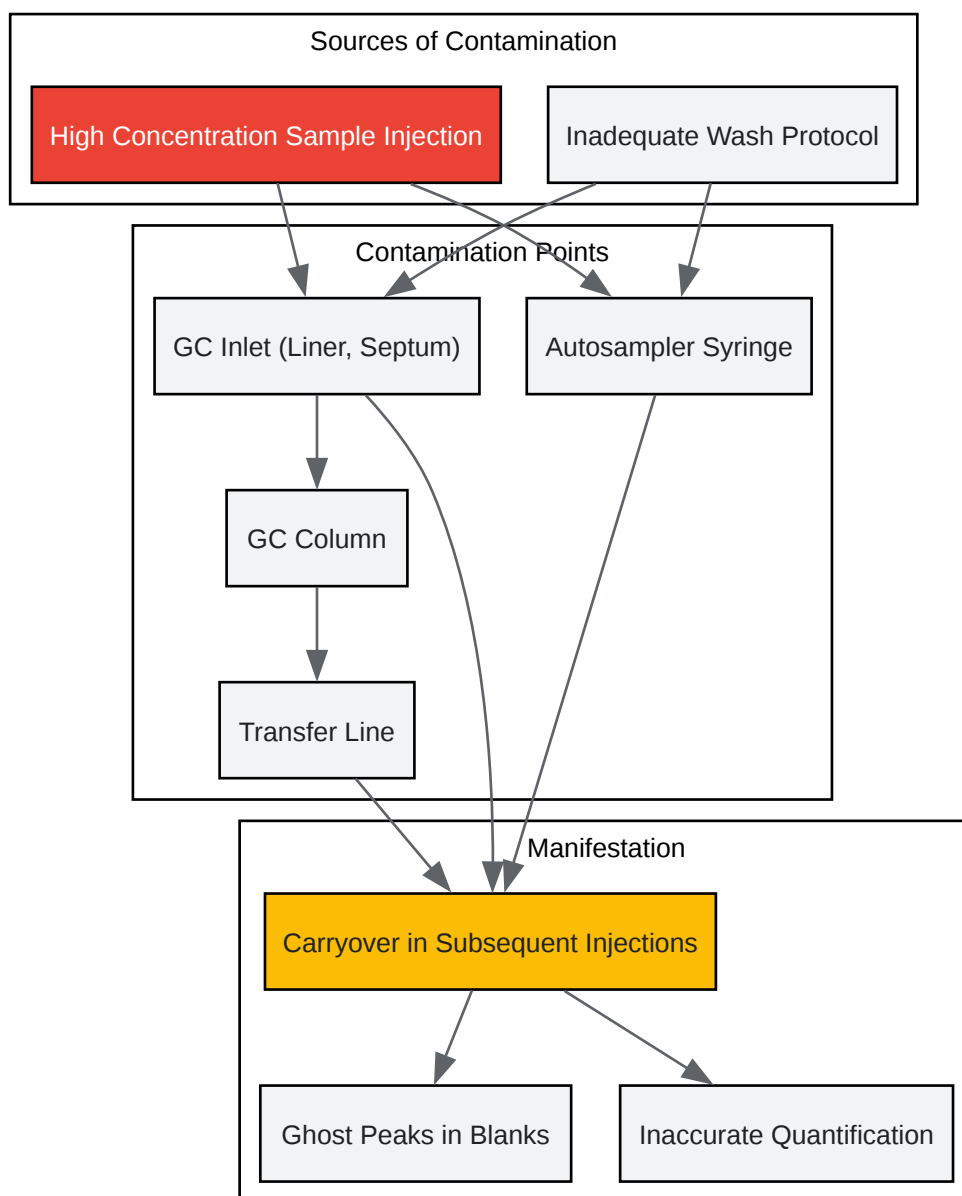 Sources of Contamination
High Concentration Sample Injection
Inadequate Wash Protocol
Contamination Points
GC Inlet (Liner, Septum)
Autosampler Syringe
GC Column
Transfer Line
Manifestation
Carryover in Subsequent Injections
Ghost Peaks in Blanks
Inaccurate Quantification